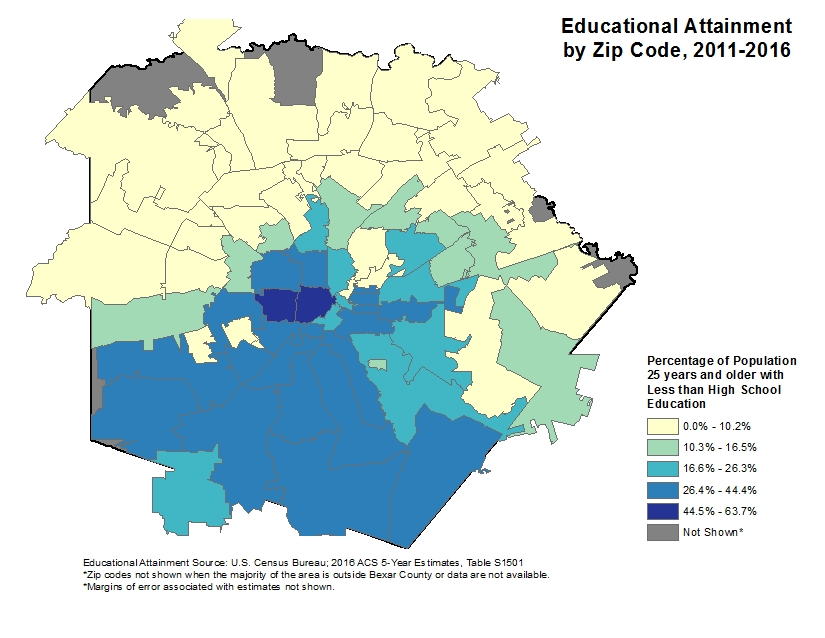 Educational Attainment
by Zip Code, 2011-2016
Percentage of Population
25 years and older with
Less than High School
Education
0.0% - 10.2%
10.3% - 16.5%
16.6% - 26.3%
26.4% - 44.4%
44.5% - 63.7%
Not Shown*
Educational Attainment Source: U.S. Census Bureau; 2016 ACS 5-Year Estimates, Table S1501
*Zip codes not shown when the majority of the area is outside Bexar County or data are not available.
*Margins of error associated with estimates not shown.